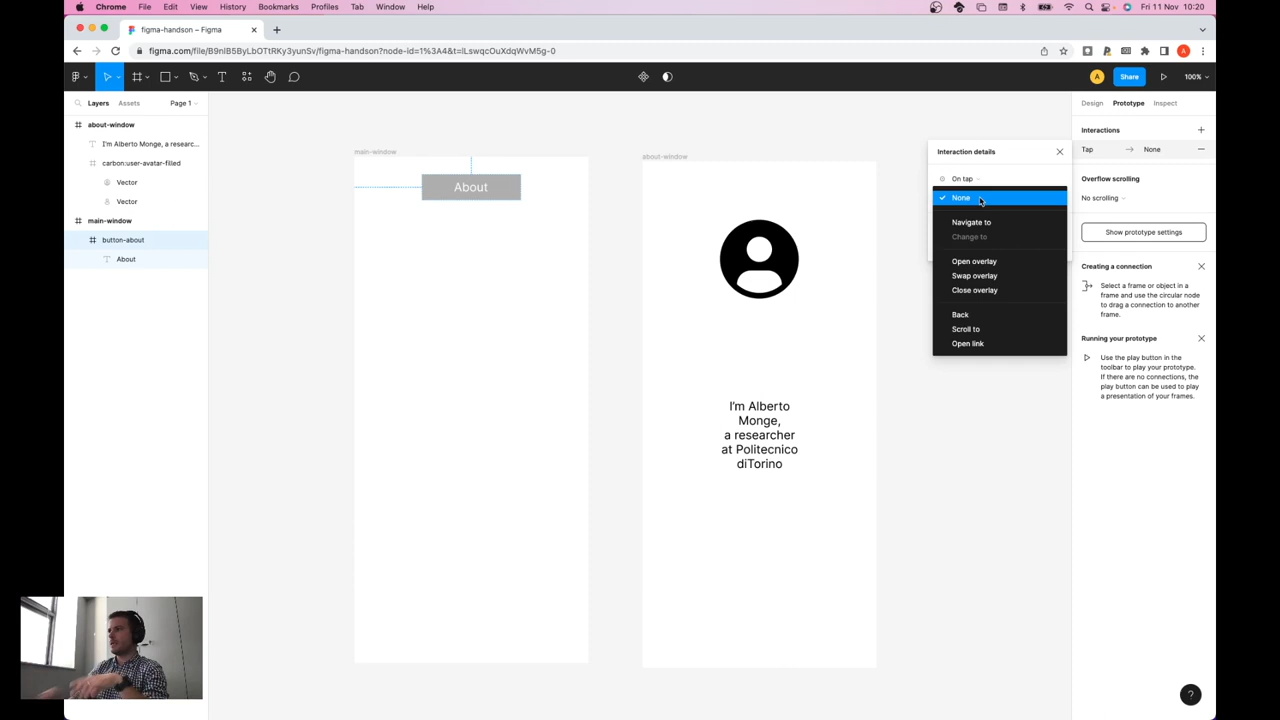 Chrome File Edit View History Bookmarks Profiles Tab Window Help Fri 11 Nov 10:20
figma-handson – Figma
figma.com/file/B9nIB5ByLbOTtRKy3yunSv/figma-handson?node-id=1%3A4&t=lLswqcOuXdqWvM5g-0
A
A Share 100%
Layers Assets Page 1
Design Prototype Inspect
about-window
I'm Alberto Monge, a researc...
carbon:user-avatar-filled
Vector
Vector
main-window
button-about
About
main-window
About
about-window
I'm Alberto
Monge,
a researcher
at Politecnico
diTorino
Interaction details
On tap
None
Navigate to
Change to
Open overlay
Swap overlay
Close overlay
Back
Scroll to
Open link
Interactions
Tap None
Overflow scrolling
No scrolling
Show prototype settings
Creating a connection
Select a frame or object in a
frame and use the circular node
to drag a connection to another
frame.
Running your prototype
Use the play button in the
toolbar to play your prototype.
If there are no connections, the
play button can be used to play
a presentation of your frames.
?